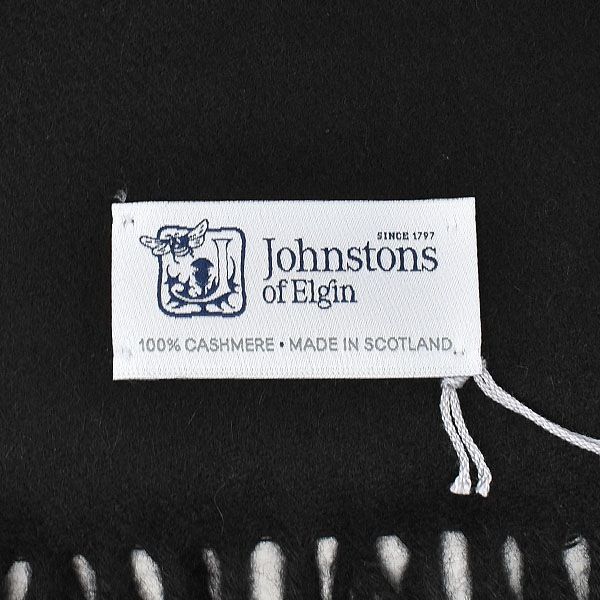 SINCE 1797
Johnstons
of Elgin
100% CASHMERE • MADE IN SCOTLAND